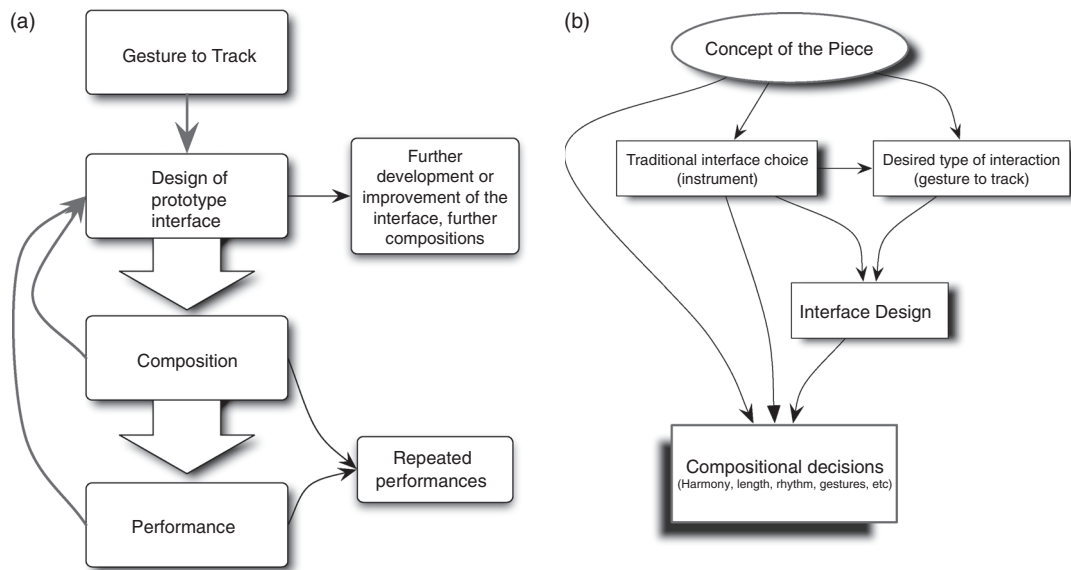 (a)
Gesture to Track
Design of
prototype
interface
Further
development or
improvement of
the interface, further
compositions
Composition
Repeated
performances
Performance
(b)
Concept of the Piece
Traditional interface choice
(instrument)
Desired type of interaction
(gesture to track)
Interface Design
Compositional decisions
(Harmony, length, rhythm, gestures, etc)